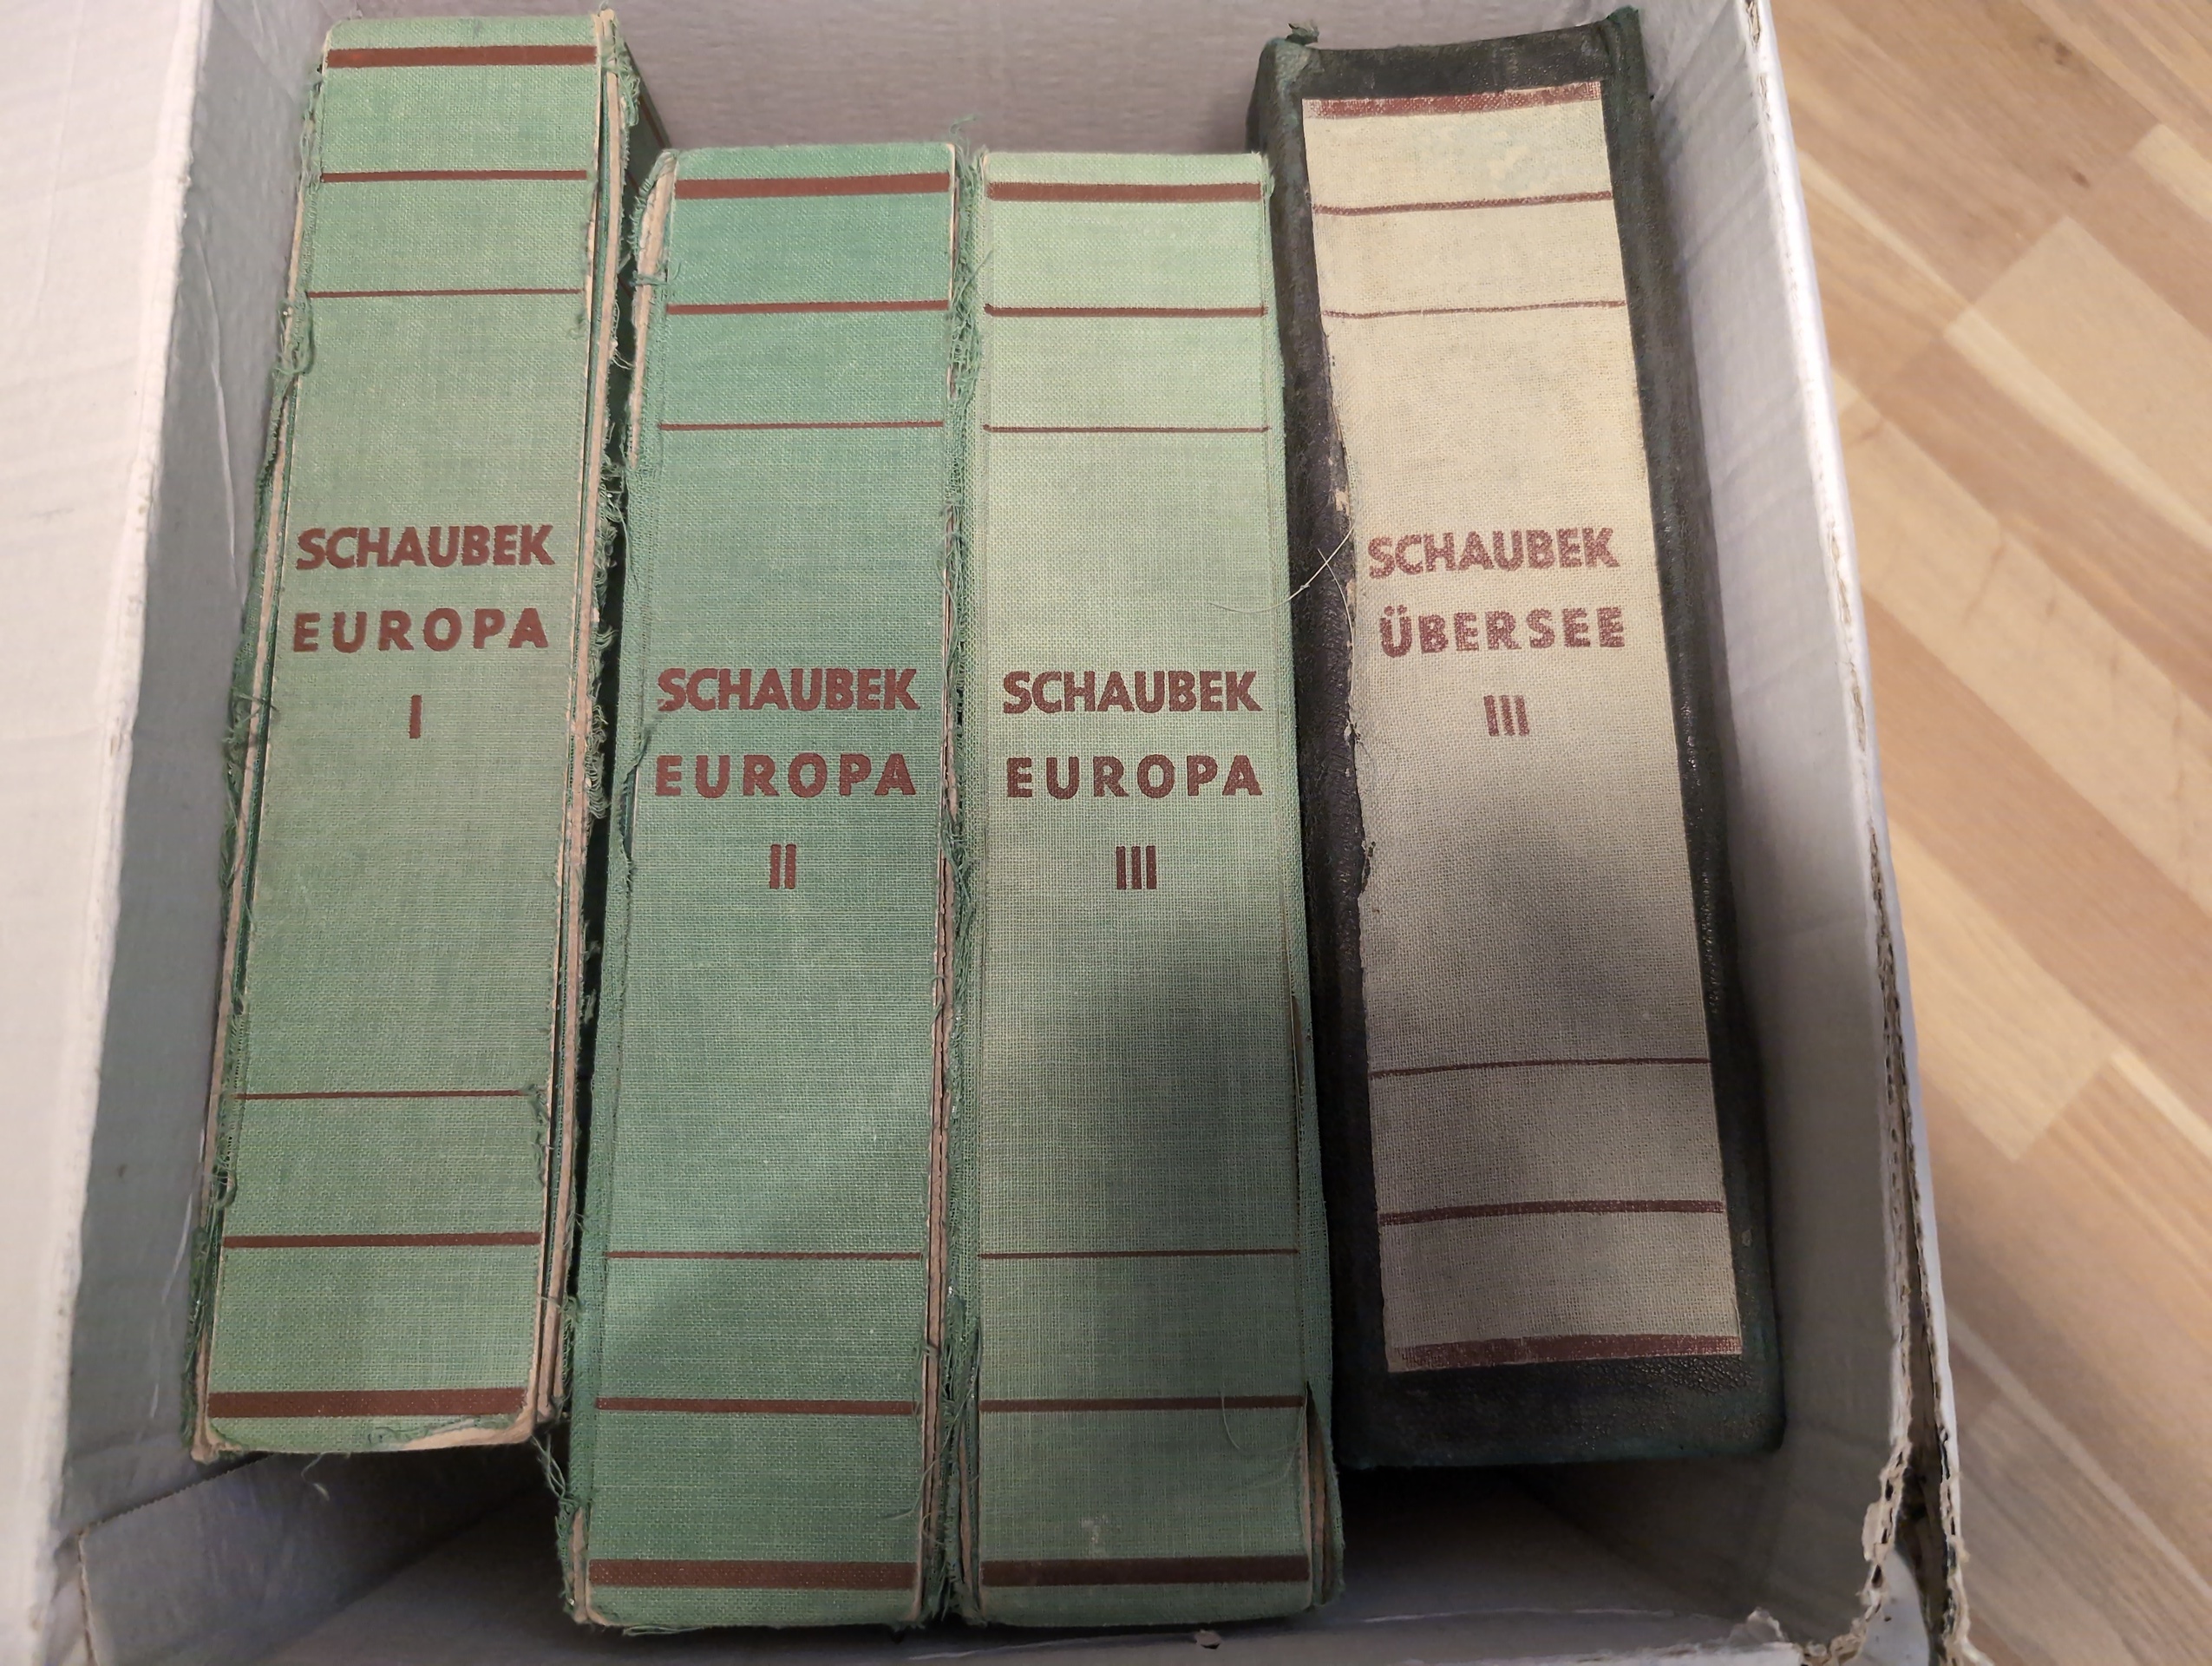 SCHAUBEK
EUROPA
I
SCHAUBEK
EUROPA
II
SCHAUBEK
EUROPA
III
SCHAUBEK
ÜBERSEE
III